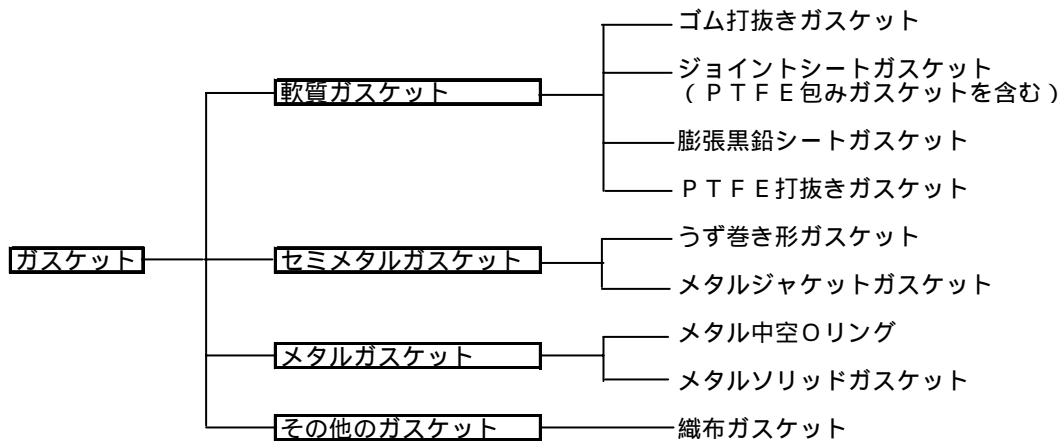 ゴム打抜きガスケット
ジョイントシートガスケット
（ＰＴＦＥ包みガスケットを含む）
軟質ガスケット
膨張黒鉛シートガスケット
ＰＴＦＥ打抜きガスケット
うず巻き形ガスケット
ガスケット
セミメタルガスケット
メタルジャケットガスケット
メタル中空Ｏリング
メタルガスケット
メタルソリッドガスケット
その他のガスケット
織布ガスケット